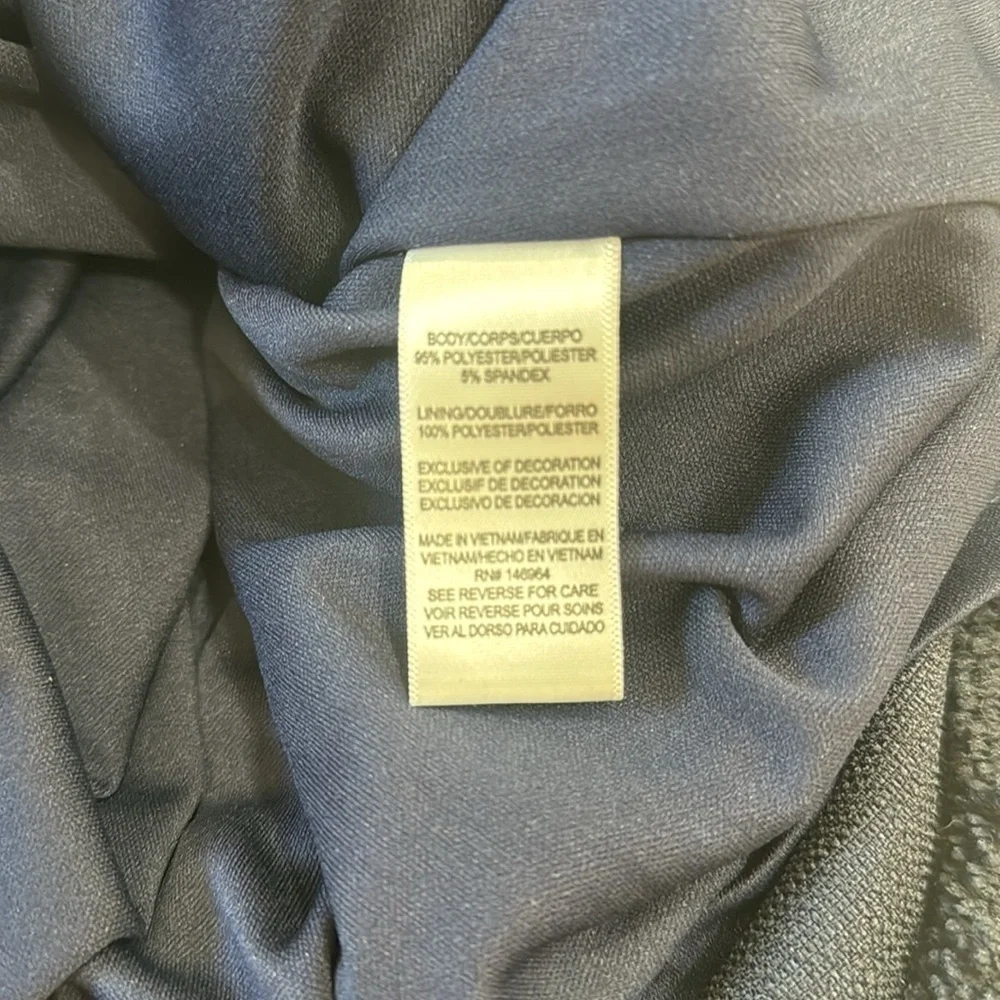 BODY/CORPS/CUERPO
95% POLYESTER/POLIESTER
5% SPANDEX
LINING/DOUBLURE/FORRO
100% POLYESTER/POLIESTER
EXCLUSIVE OF DECORATION
EXCLUSIF DE DECORATION
EXCLUSIVO DE DECORACION
MADE IN VIETNAM/FABRIQUE EN
VIETNAM/HECHO EN VIETNAM
RN# 146964
SEE REVERSE FOR CARE
VOIR REVERSE POUR SOINS
VER AL DORSO PARA CUIDADO